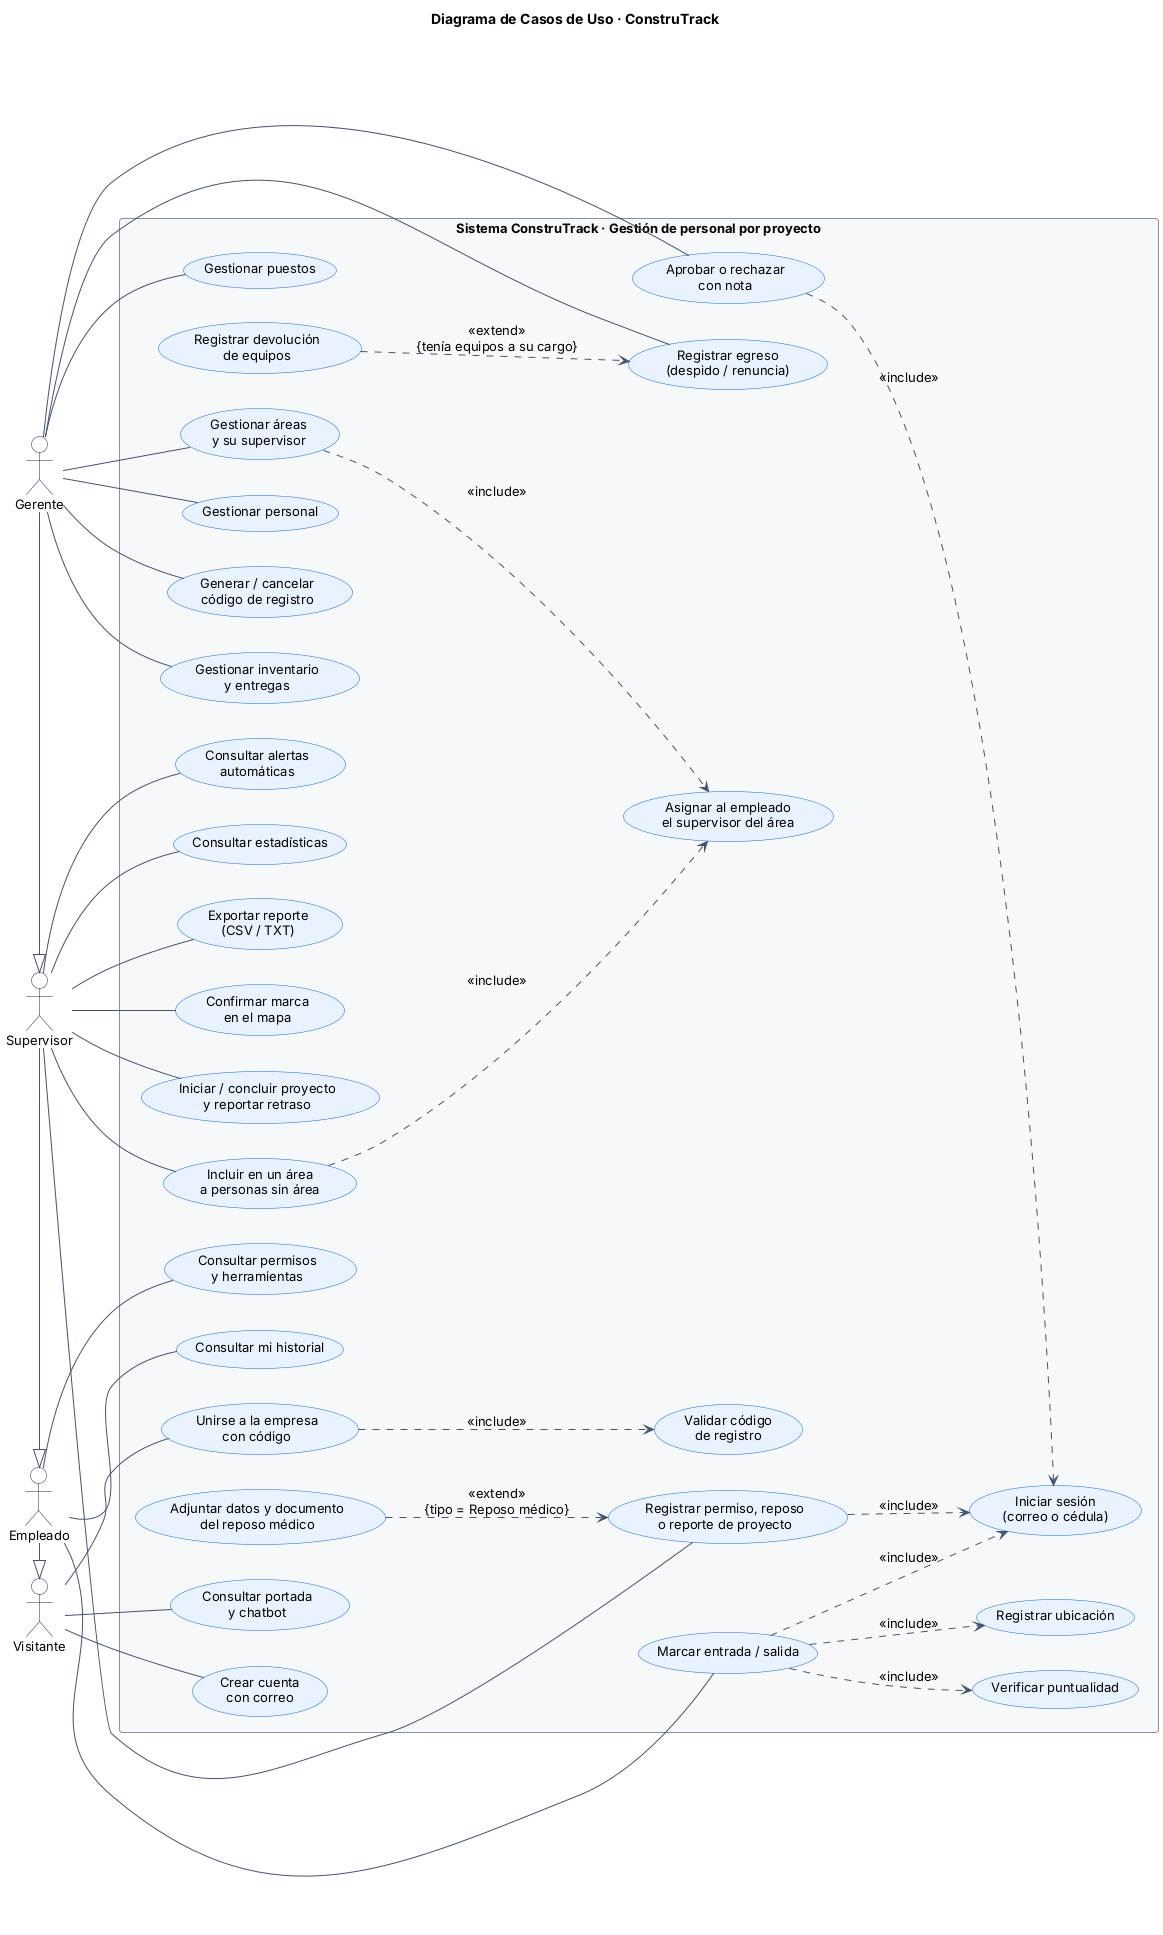 Diagrama de Casos de Uso · ConstruTrack
Sistema ConstruTrack · Gestión de personal por proyecto
Gestionar puestos
Aprobar o rechazar
con nota
Registrar devolución
de equipos
«extend»
{tenía equipos a su cargo}
Registrar egreso
(despido / renuncia)
«include»
Gestionar áreas
y su supervisor
«include»
Gerente
Gestionar personal
Generar / cancelar
código de registro
Gestionar inventario
y entregas
Consultar alertas
automáticas
Asignar al empleado
el supervisor del área
Consultar estadísticas
Exportar reporte
(CSV / TXT)
«include»
Confirmar marca
en el mapa
Supervisor
Iniciar / concluir proyecto
y reportar retraso
Incluir en un área
a personas sin área
Consultar permisos
y herramientas
Consultar mi historial
Unirse a la empresa
con código
«include»
Validar código
de registro
Empleado
Adjuntar datos y documento
del reposo médico
«extend»
{tipo = Reposo médico}
Registrar permiso, reposo
o reporte de proyecto
«include»
Iniciar sesión
(correo o cédula)
«include»
Consultar portada
y chatbot
Visitante
Marcar entrada / salida
«include»
Registrar ubicación
«include»
Verificar puntualidad
Crear cuenta
con correo